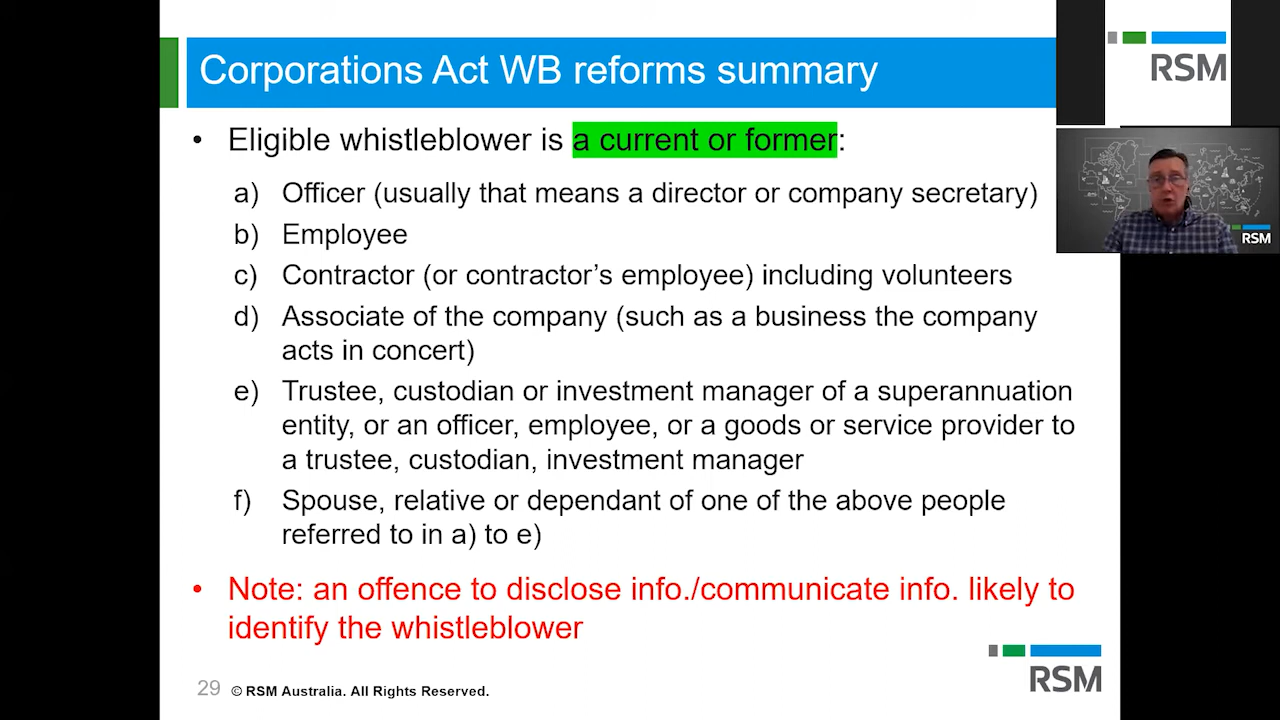 Corporations Act WB reforms summary
• Eligible whistleblower is a current or former:
a) Officer (usually that means a director or company secretary)
b) Employee
c) Contractor (or contractor’s employee) including volunteers
d) Associate of the company (such as a business the company
acts in concert)
e) Trustee, custodian or investment manager of a superannuation
entity, or an officer, employee, or a goods or service provider to
a trustee, custodian, investment manager
f) Spouse, relative or dependant of one of the above people
referred to in a) to e)
• Note: an offence to disclose info./communicate info. likely to
identify the whistleblower
29 © RSM Australia. All Rights Reserved.
RSM
RSM
RSM